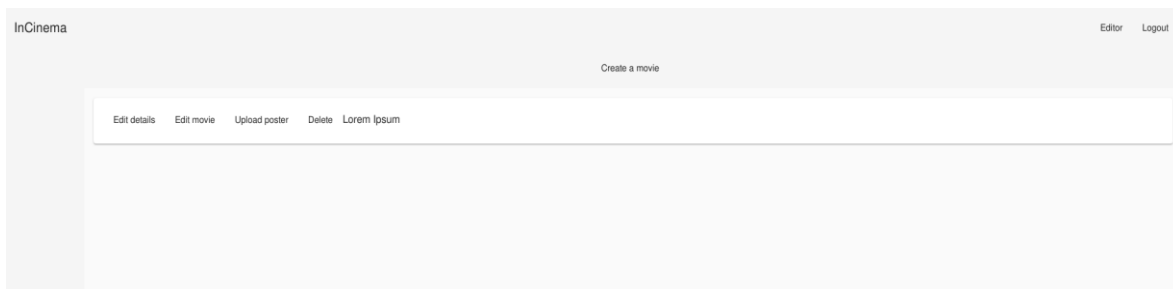 InCinema Editor Logout
Create a movie
Edit details Edit movie Upload poster Delete Lorem Ipsum